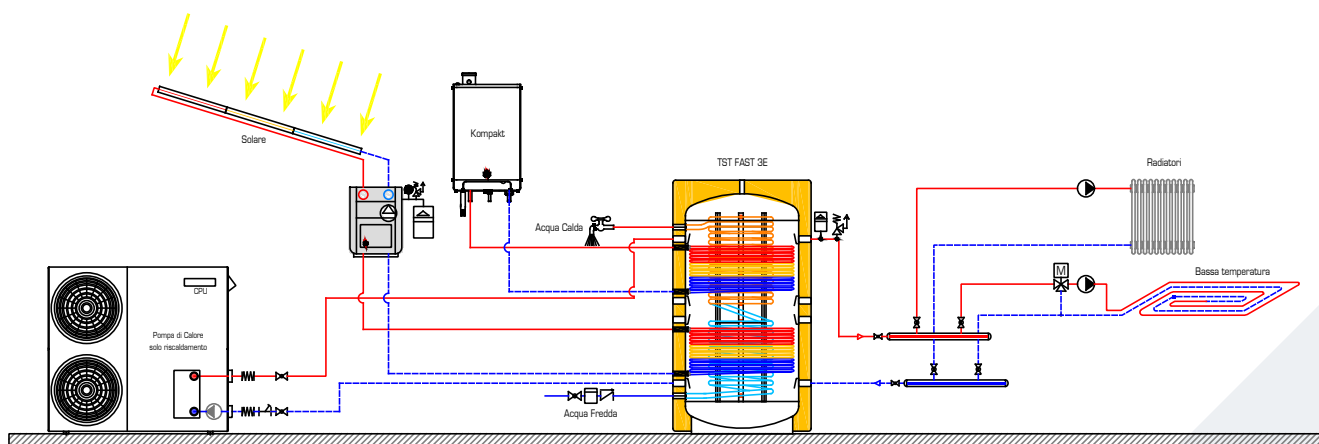 Solare
Kompakt
TST FAST 3E
Radiatori
Acqua Calda
M
Bassa temperatura
CPU
Pompa di Calore
solo riscaldamento
Acqua Fredda